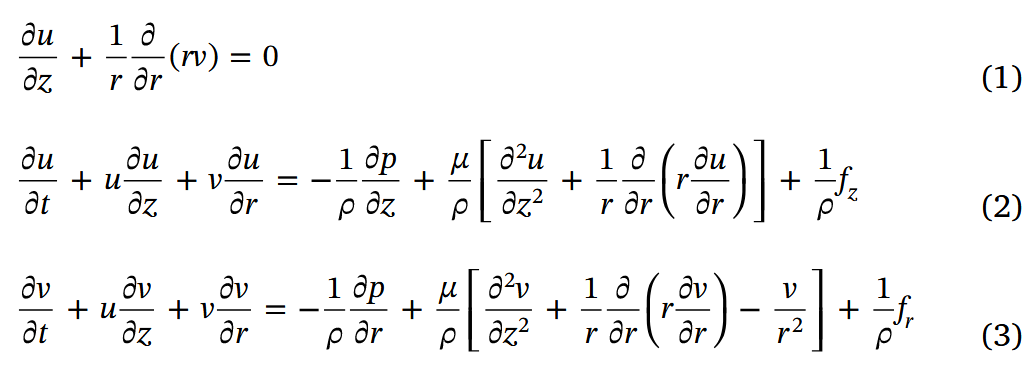 ∂u/∂z + 1/r ∂/∂r (rv) = 0 (1)
∂u/∂t + u ∂u/∂z + v ∂u/∂r = −1/ρ ∂p/∂z + μ/ρ [ ∂²u/∂z² + 1/r ∂/∂r ( r ∂u/∂r ) ] + 1/ρ f_z (2)
∂v/∂t + u ∂v/∂z + v ∂v/∂r = −1/ρ ∂p/∂r + μ/ρ [ ∂²v/∂z² + 1/r ∂/∂r ( r ∂v/∂r ) − v/r² ] + 1/ρ f_r (3)